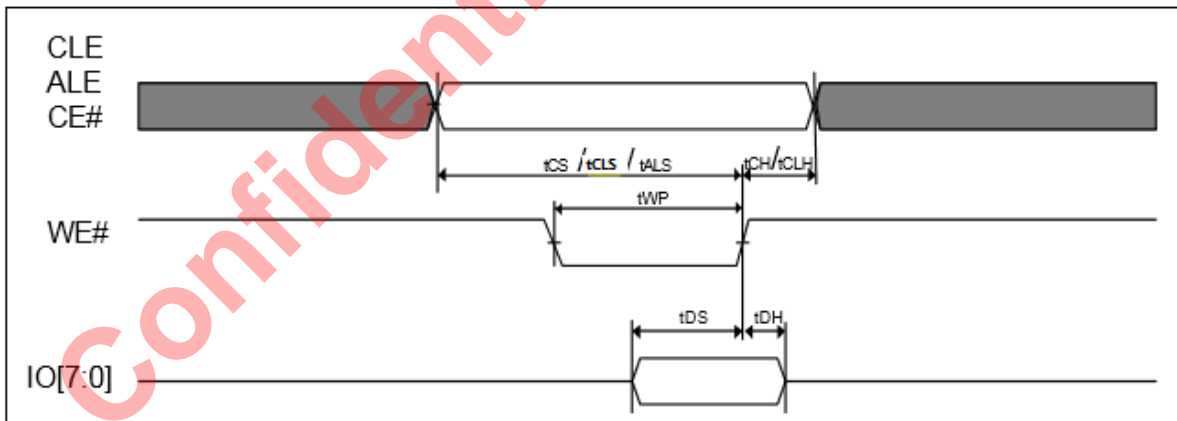 CLE
ALE
CE#
tCS / tCLS / tALS
tCH/tCLH
tWP
WE#
tDS
tDH
IO[7:0]
Confident